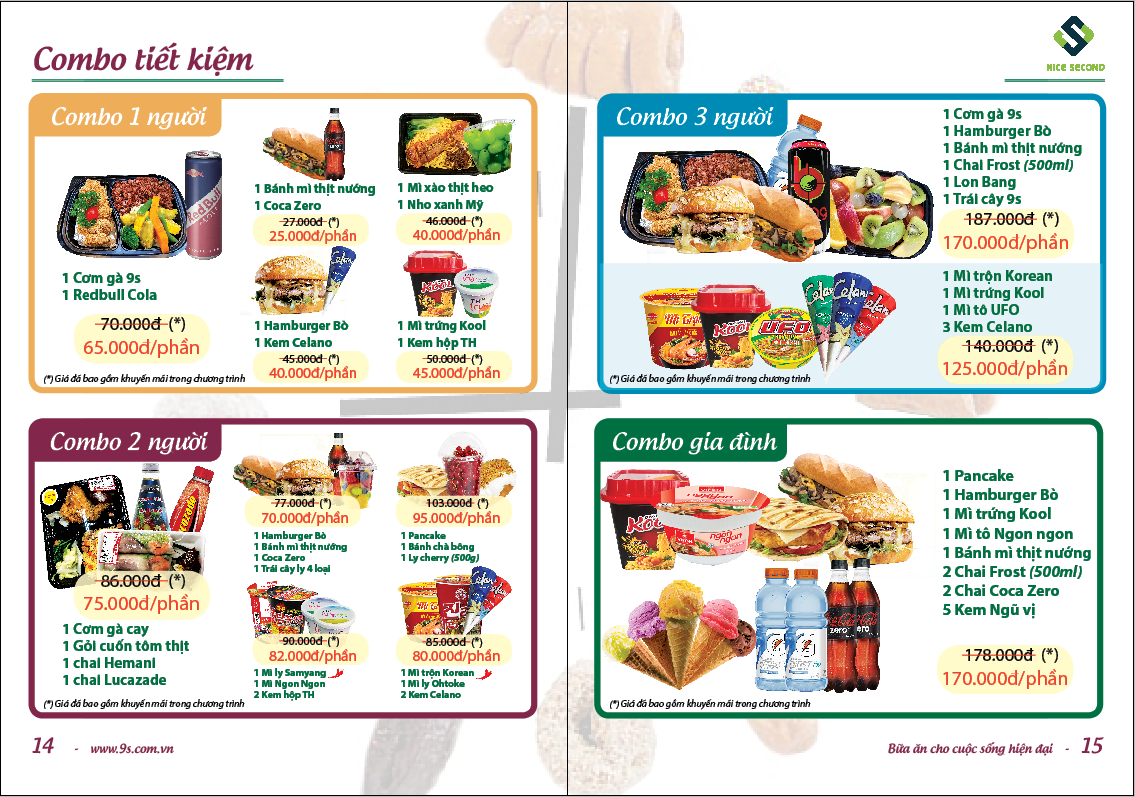 Combo tiết kiệm
NICE SECOND
Combo 1 người
1 Cơm gà 9s
1 Redbull Cola
70.000đ (*)
65.000đ/phần
1 Bánh mì thịt nướng
1 Coca Zero
27.000đ (*)
25.000đ/phần
1 Mì xào thịt heo
1 Nho xanh Mỹ
46.000đ (*)
40.000đ/phần
1 Hamburger Bò
1 Kem Celano
45.000đ (*)
40.000đ/phần
1 Mì trứng Kool
1 Kem hộp TH
50.000đ (*)
45.000đ/phần
(*) Giá đã bao gồm khuyến mãi trong chương trình
Combo 2 người
86.000đ (*)
75.000đ/phần
1 Cơm gà cay
1 Gỏi cuốn tôm thịt
1 chai Hemani
1 chai Lucazade
77.000đ (*)
70.000đ/phần
1 Hamburger Bò
1 Bánh mì thịt nướng
1 Coca Zero
1 Trái cây ly 4 loại
103.000đ (*)
95.000đ/phần
1 Pancake
1 Bánh chà bông
1 Ly cherry (500g)
90.000đ (*)
82.000đ/phần
1 Mì ly Samyang
1 Mì Ngon Ngon
2 Kem hộp TH
85.000đ (*)
80.000đ/phần
1 Mì trộn Korean
1 Mì ly Ohtoke
2 Kem Celano
(*) Giá đã bao gồm khuyến mãi trong chương trình
14 - www.9s.com.vn
Combo 3 người
1 Cơm gà 9s
1 Hamburger Bò
1 Bánh mì thịt nướng
1 Chai Frost (500ml)
1 Lon Bang
1 Trái cây 9s
187.000đ (*)
170.000đ/phần
Kool
UFO
Celano
1 Mì trộn Korean
1 Mì trứng Kool
1 Mì tô UFO
3 Kem Celano
140.000đ (*)
125.000đ/phần
(*) Giá đã bao gồm khuyến mãi trong chương trình
Combo gia đình
Kool
ngon ngon
zero
1 Pancake
1 Hamburger Bò
1 Mì trứng Kool
1 Mì tô Ngon ngon
1 Bánh mì thịt nướng
2 Chai Frost (500ml)
2 Chai Coca Zero
5 Kem Ngũ vị
178.000đ (*)
170.000đ/phần
(*) Giá đã bao gồm khuyến mãi trong chương trình
Bữa ăn cho cuộc sống hiện đại - 15